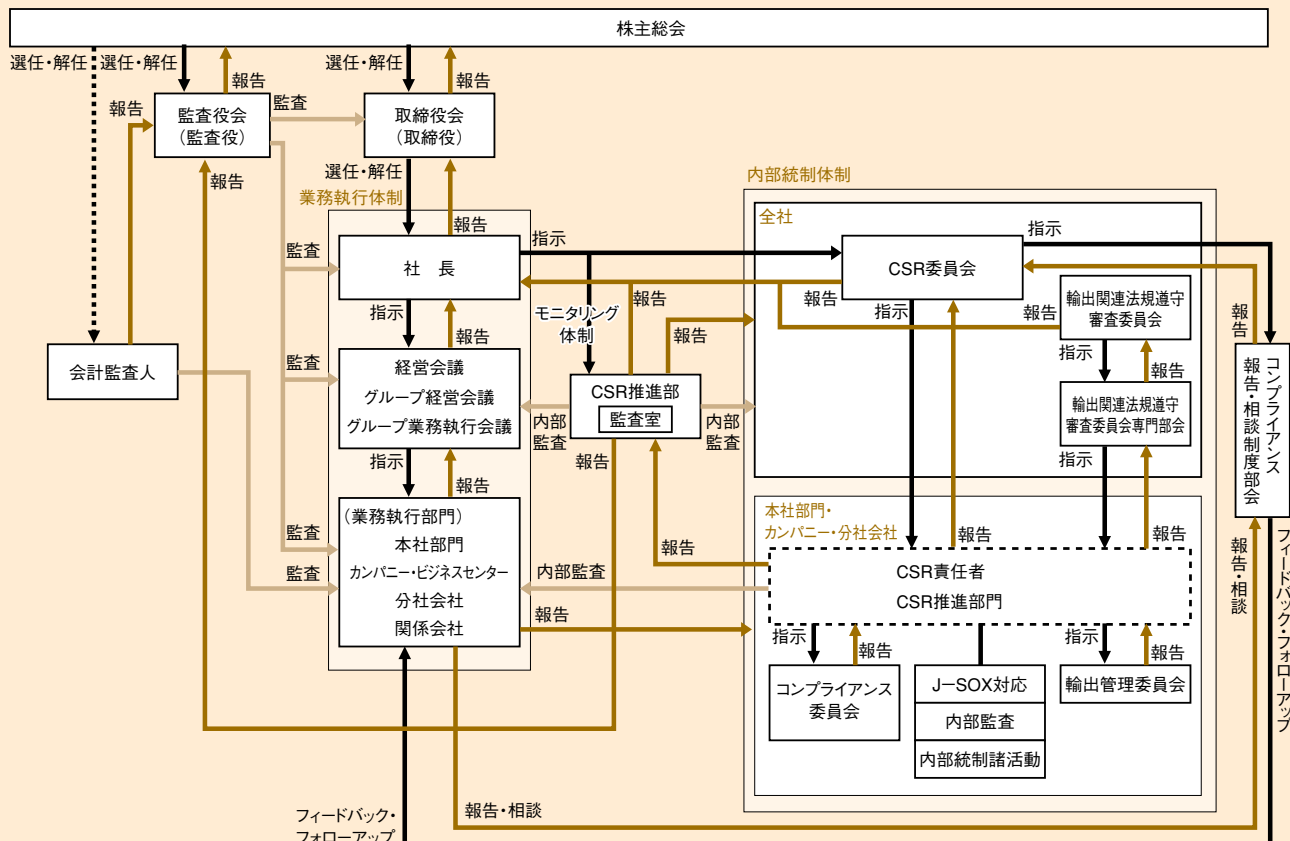 株主総会
選任・解任
選任・解任
報告
選任・解任
報告
報告
監査役会
（監査役）
監査
取締役会
（取締役）
報告
選任・解任
業務執行体制
報告
内部統制体制
全社
監査
社 長
指示
CSR委員会
指示
指示
報告
モニタリング
体制
報告
報告
報告
指示
報告
輸出関連法規遵守
審査委員会
指示
報告
報告
コンプライアンス
報告・相談制度部会
会計監査人
監査
経営会議
グループ経営会議
グループ業務執行会議
内部
監査
CSR推進部
監査室
内部
監査
輸出関連法規遵守
審査委員会専門部会
指示
報告
報告
指示
監査
監査
（業務執行部門）
本社部門
カンパニー・ビジネスセンター
分社会社
関係会社
報告
内部監査
報告
本社部門・
カンパニー・分社会社
報告
報告
CSR責任者
CSR推進部門
報告・相談
フィードバック・フォローアップ
指示
報告
指示
報告
コンプライアンス
委員会
J－SOX対応
内部監査
内部統制諸活動
輸出管理委員会
フィードバック・
フォローアップ
報告・相談